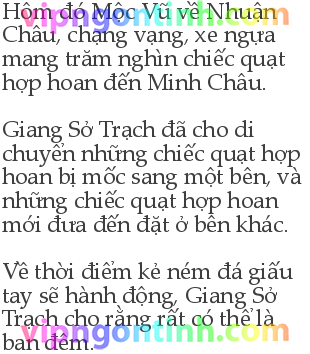 Hôm đó Mộc Vũ về Nhuận
Châu, chạng vạng, xe ngựa
mang trăm nghìn chiếc quạt
hợp hoan đến Minh Châu.
Giang Sở Trạch đã cho di
chuyển những chiếc quạt hợp
hoan bị mốc sang một bên, và
những chiếc quạt hợp hoan
mới đưa đến đặt ở bên khác.
Về thời điểm kẻ ném đá giấu
tay sẽ hành động, Giang Sở
Trạch cho rằng rất có thể là
ban đêm.
vipngontinh.com
vipngontinh.com